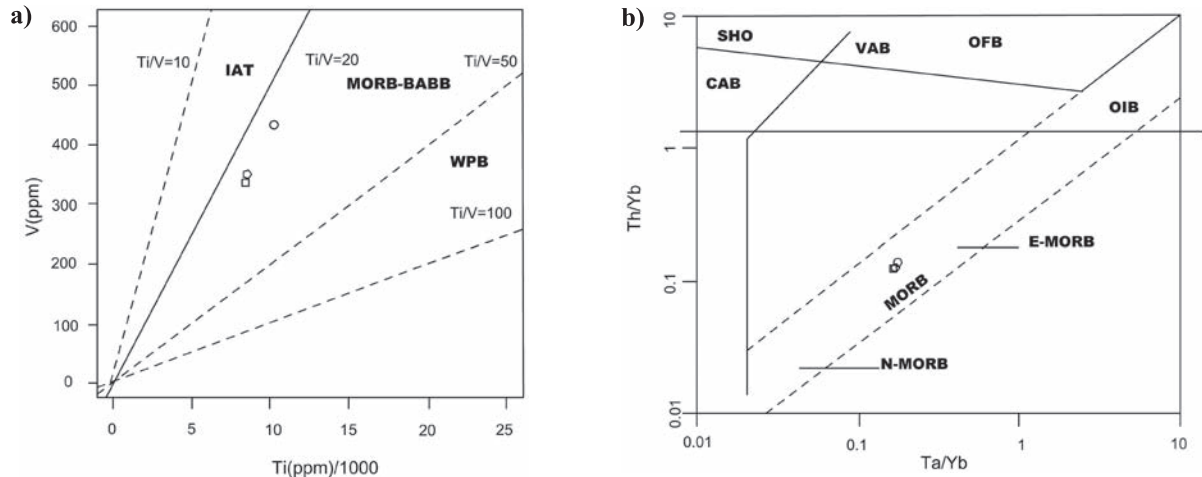 a)
600
500
400
300
200
100
0
V(ppm)
Ti/V=10
IAT
Ti/V=20
Ti/V=50
MORB-BABB
WPB
Ti/V=100
0 5 10 15 20 25
Ti(ppm)/1000
b)
10
1
0.1
0.01
Th/Yb
SHO
VAB
OFB
CAB
OIB
E-MORB
MORB
N-MORB
0.01 0.1 1 10
Ta/Yb